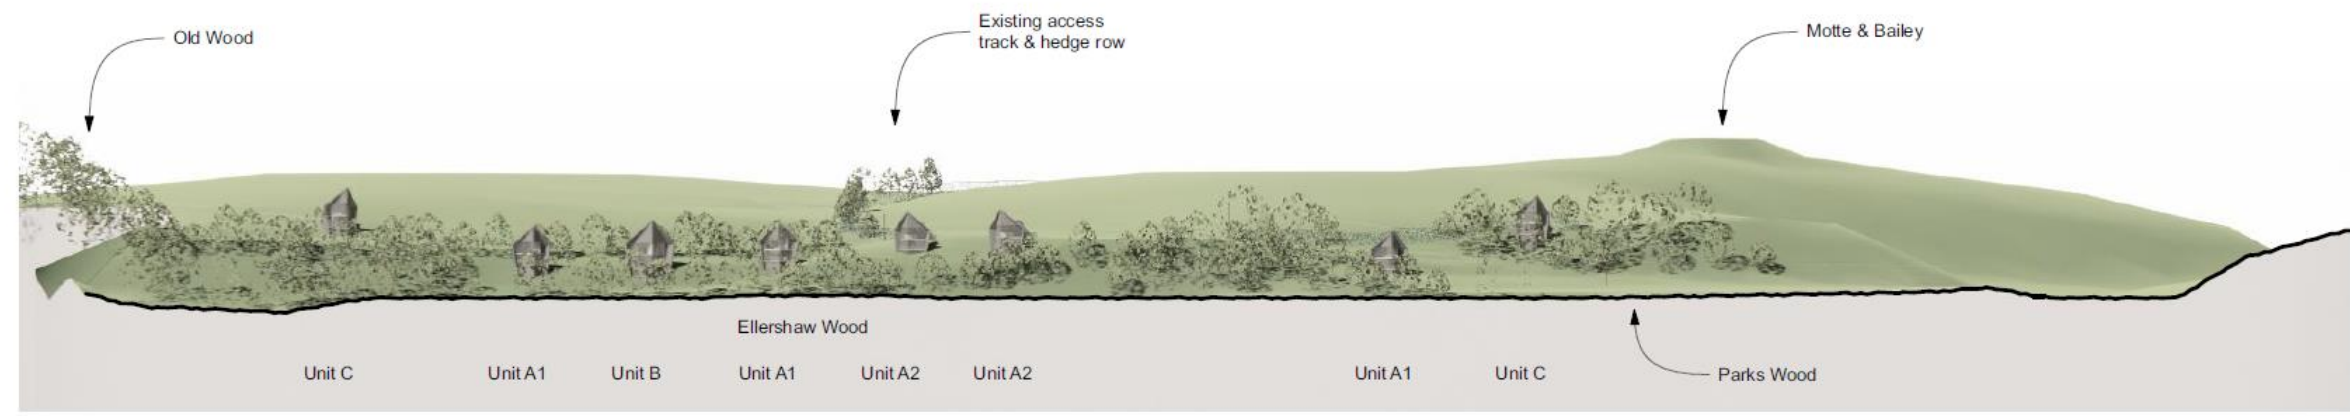 Old Wood
Existing access
track & hedge row
Motte & Bailey
Ellershaw Wood
Unit C
Unit A1
Unit B
Unit A1
Unit A2
Unit A2
Unit A1
Unit C
Parks Wood